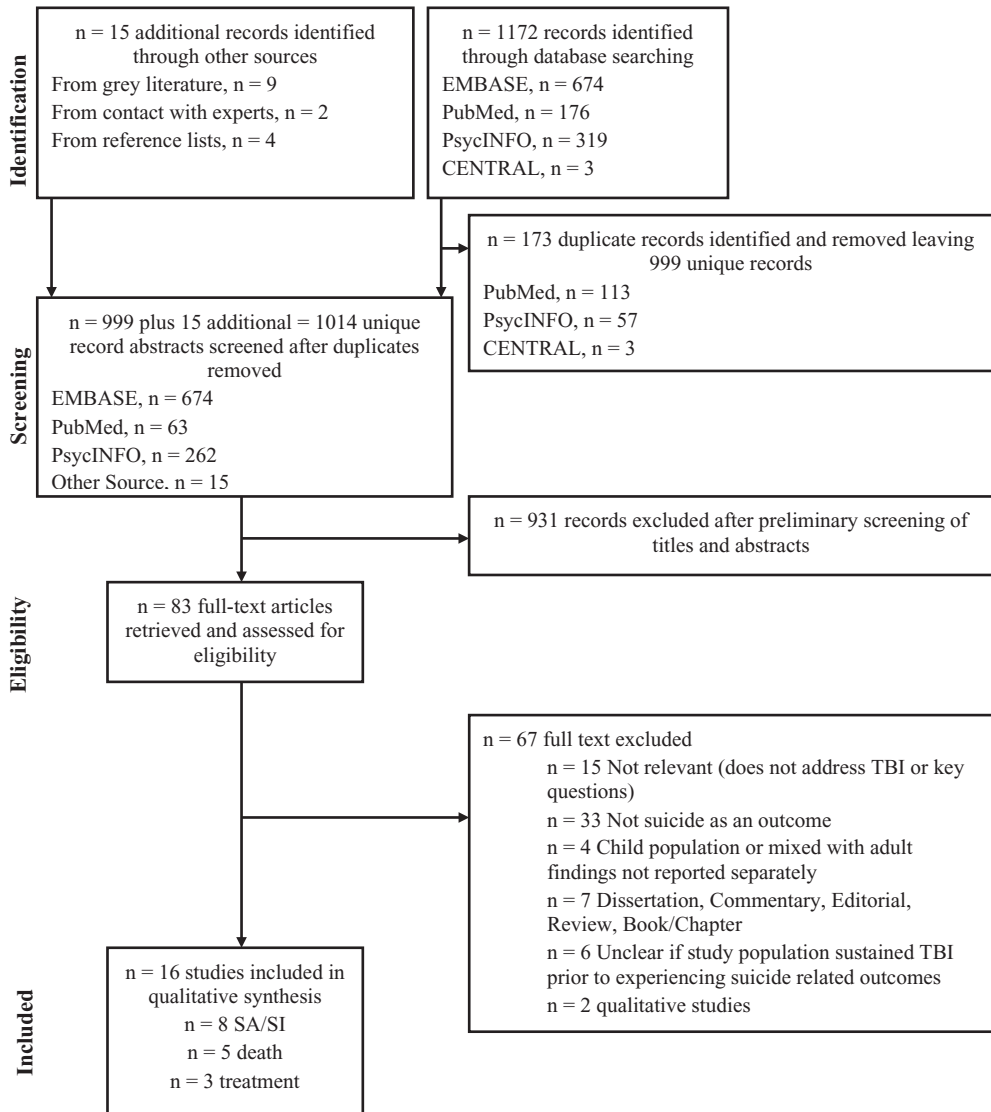 Identification
n = 15 additional records identified
through other sources
From grey literature, n = 9
From contact with experts, n = 2
From reference lists, n = 4
n = 1172 records identified
through database searching
EMBASE, n = 674
PubMed, n = 176
PsycINFO, n = 319
CENTRAL, n = 3
n = 173 duplicate records identified and removed leaving
999 unique records
PubMed, n = 113
PsycINFO, n = 57
CENTRAL, n = 3
Screening
n = 999 plus 15 additional = 1014 unique
record abstracts screened after duplicates
removed
EMBASE, n = 674
PubMed, n = 63
PsycINFO, n = 262
Other Source, n = 15
n = 931 records excluded after preliminary screening of
titles and abstracts
Eligibility
n = 83 full-text articles
retrieved and assessed for
eligibility
n = 67 full text excluded
n = 15 Not relevant (does not address TBI or key
questions)
n = 33 Not suicide as an outcome
n = 4 Child population or mixed with adult
findings not reported separately
n = 7 Dissertation, Commentary, Editorial,
Review, Book/Chapter
n = 6 Unclear if study population sustained TBI
prior to experiencing suicide related outcomes
n = 2 qualitative studies
Included
n = 16 studies included in
qualitative synthesis
n = 8 SA/SI
n = 5 death
n = 3 treatment